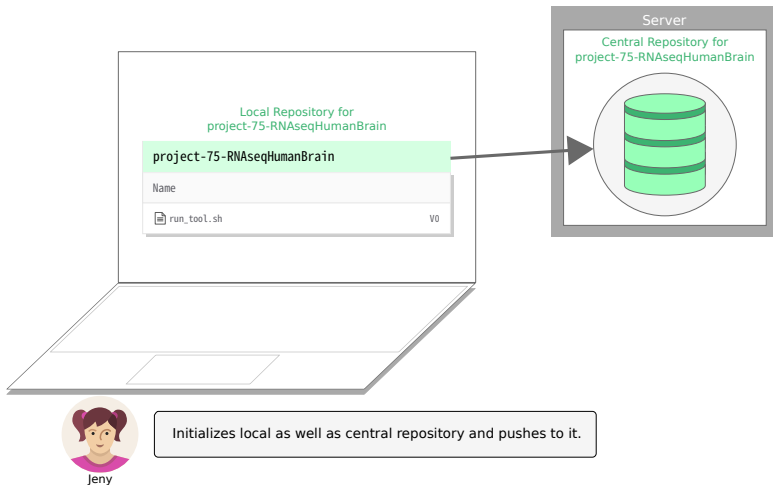 Server
Central Repository for
project-75-RNAseqHumanBrain
Local Repository for
project-75-RNAseqHumanBrain
project-75-RNAseqHumanBrain
Name
run_tool.sh V0
Initializes local as well as central repository and pushes to it.
Jeny